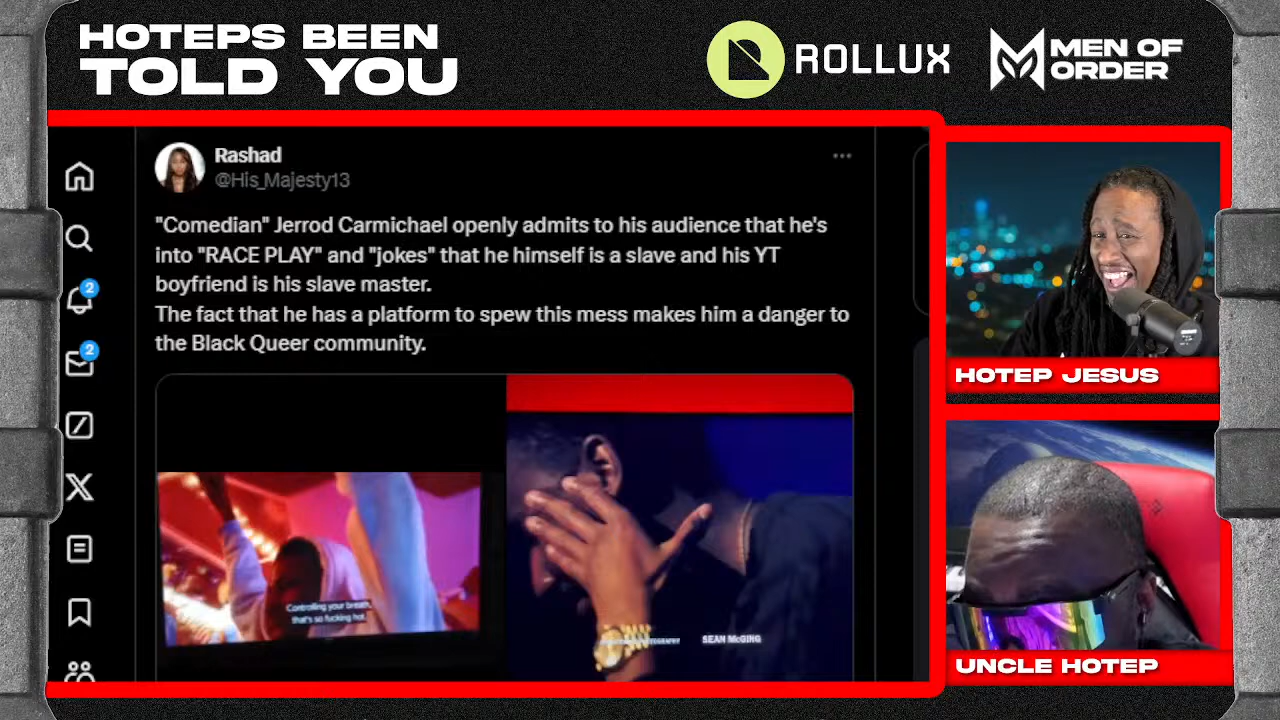 HOTEPS BEEN
TOLD YOU
ROLLUX
MEN OF
ORDER
Rashad
@His_Majesty13
"Comedian" Jerrod Carmichael openly admits to his audience that he's
into "RACE PLAY" and "jokes" that he himself is a slave and his YT
boyfriend is his slave master.
The fact that he has a platform to spew this mess makes him a danger to
the Black Queer community.
2
2
Controlling your breath,
that's so fucking hot.
SEAN McGING
HOTEP JESUS
UNCLE HOTEP